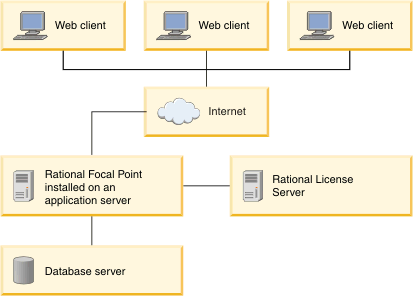 Web client
Web client
Web client
Internet
Rational Focal Point
installed on an
application server
Rational License
Server
Database server